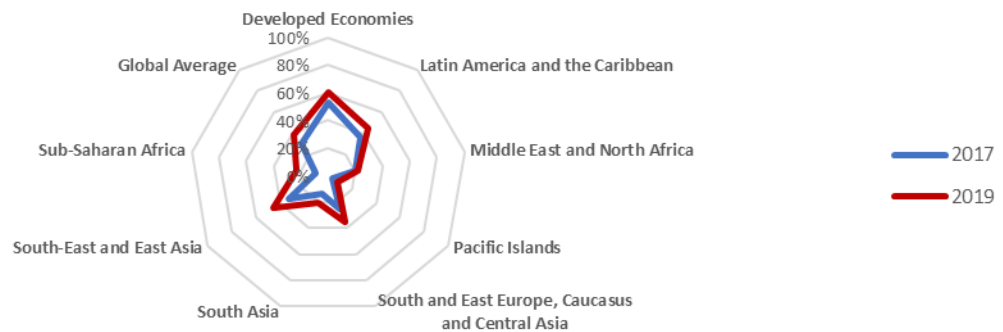 Developed Economies
100%
80%
60%
40%
20%
0%
Global Average
Latin America and the Caribbean
Sub-Saharan Africa
Middle East and North Africa
2017
2019
South-East and East Asia
Pacific Islands
South Asia
South and East Europe, Caucasus
and Central Asia